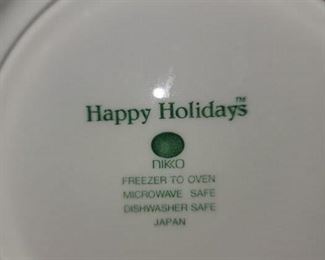 Happy Holidays™
nikko
FREEZER TO OVEN
MICROWAVE SAFE
DISHWASHER SAFE
JAPAN